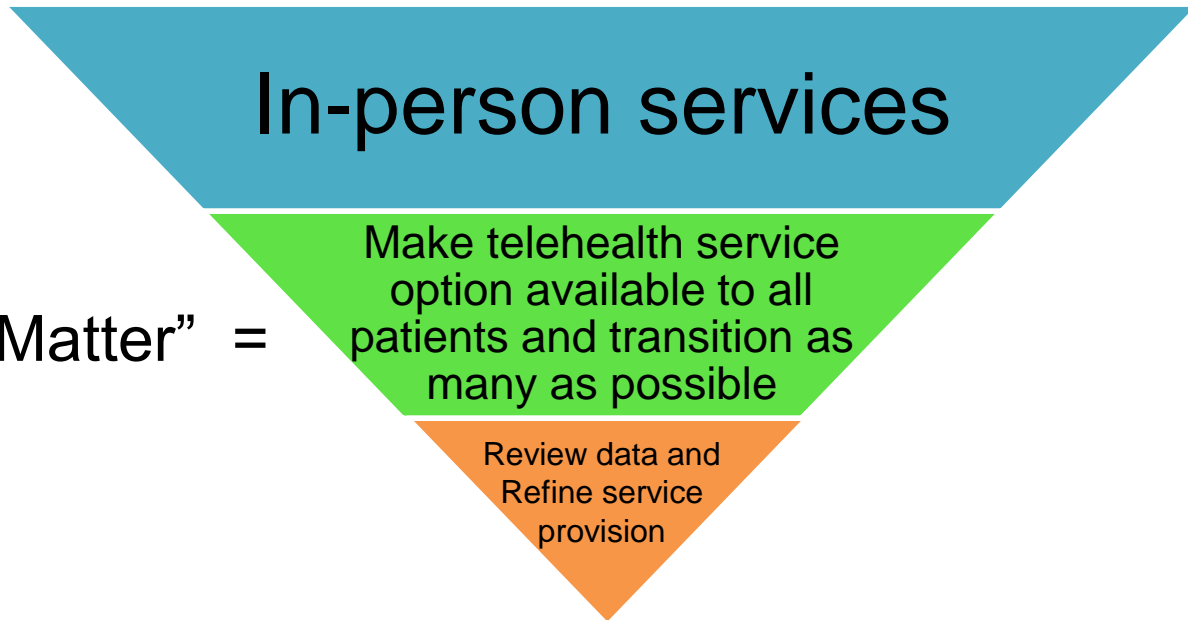 In-person services
Make telehealth service
option available to all
Matter” =
patients and transition as
many as possible
Review data and
Refine service
provision